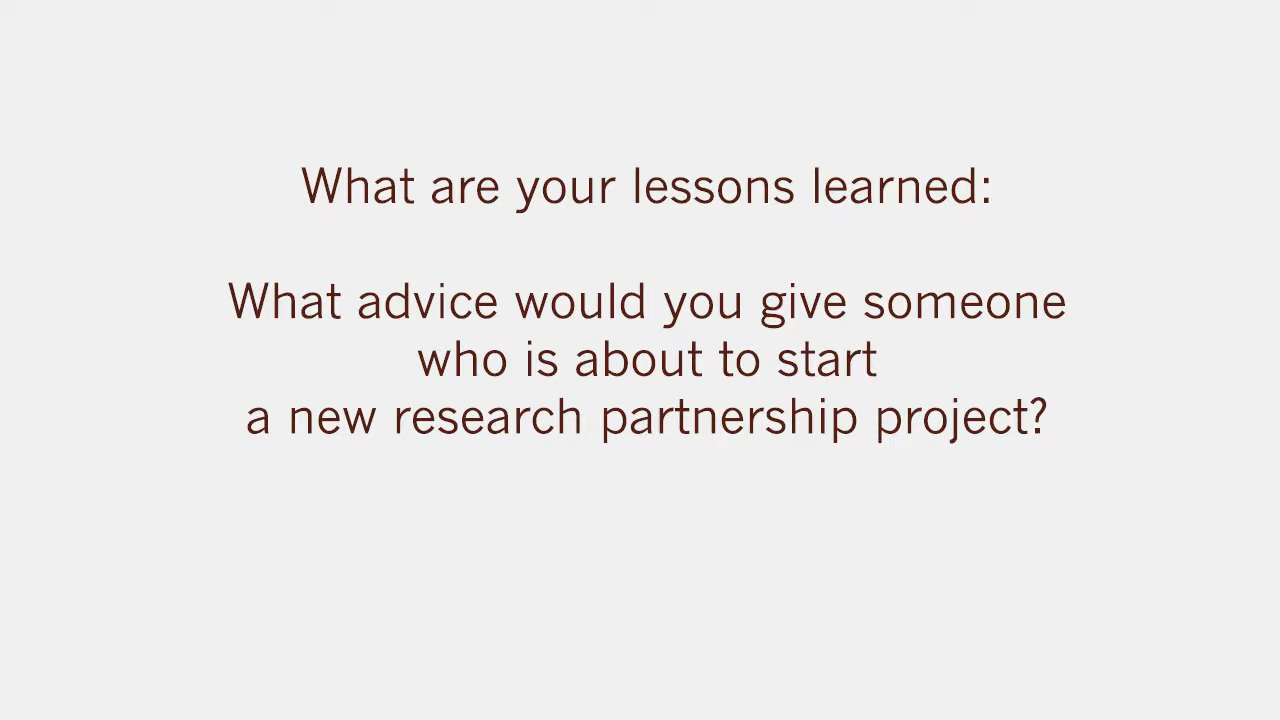 What are your lessons learned:
What advice would you give someone
who is about to start
a new research partnership project?